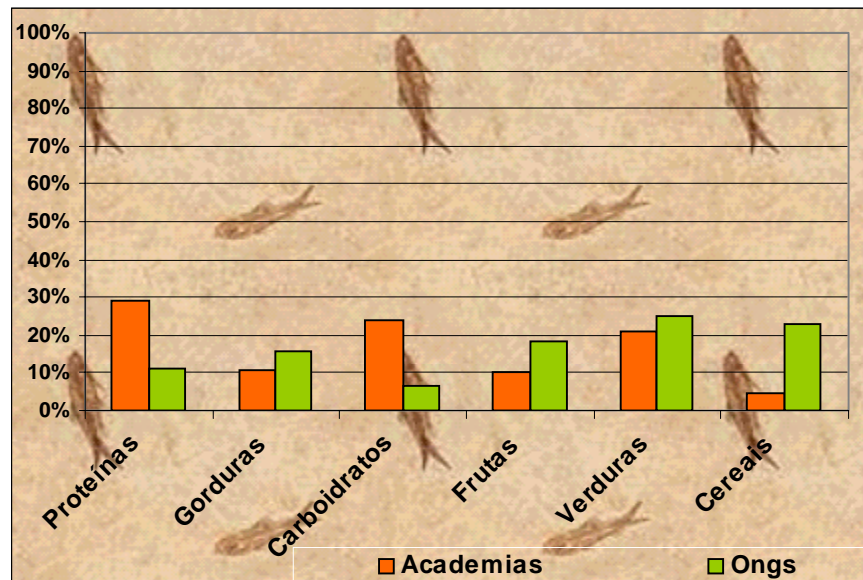 100%
90%
80%
70%
60%
50%
40%
30%
20%
10%
0%
Proteínas
Gorduras
Carboidratos
Frutas
Verduras
Cereais
Academias
Ongs